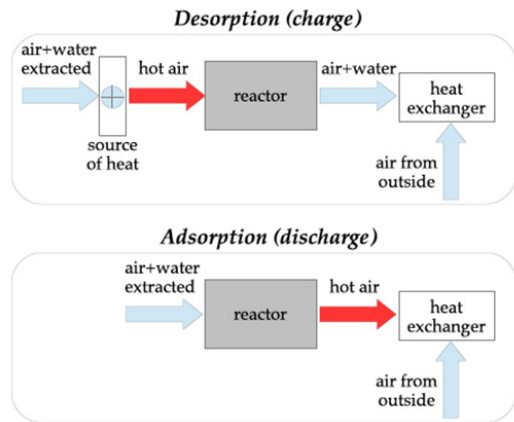 Desorption (charge)
air+water
extracted
hot air
reactor
air+water
heat
exchanger
source
of heat
air from
outside
Adsorption (discharge)
air+water
extracted
reactor
hot air
heat
exchanger
air from
outside